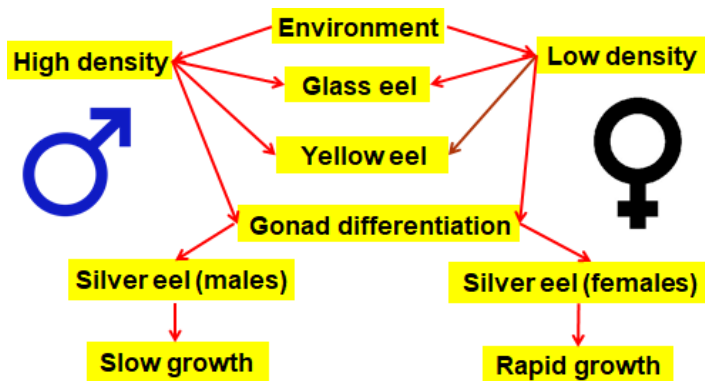 Environment
High density
Low density
Glass eel
Yellow eel
Gonad differentiation
Silver eel (males)
Silver eel (females)
Slow growth
Rapid growth